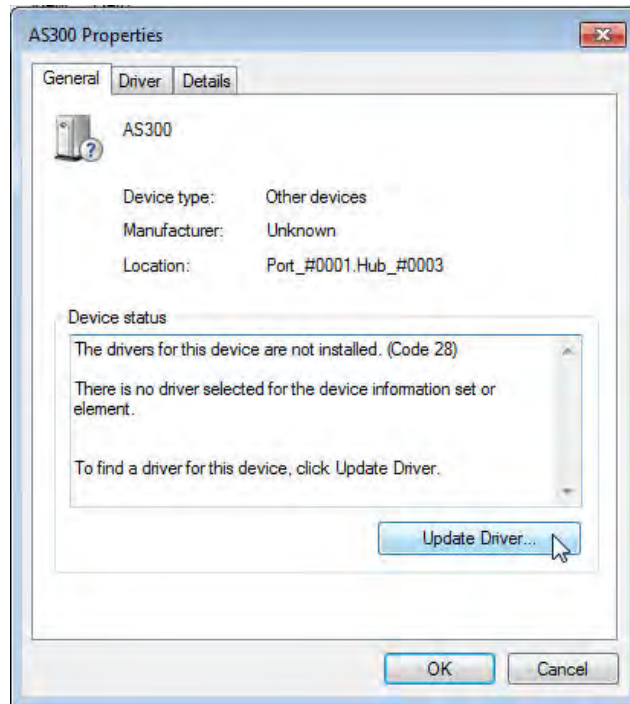 AS300 Properties
General Driver Details
AS300
Device type: Other devices
Manufacturer: Unknown
Location: Port_#0001.Hub_#0003
Device status
The drivers for this device are not installed. (Code 28)
There is no driver selected for the device information set or
element.
To find a driver for this device, click Update Driver.
Update Driver...
OK Cancel